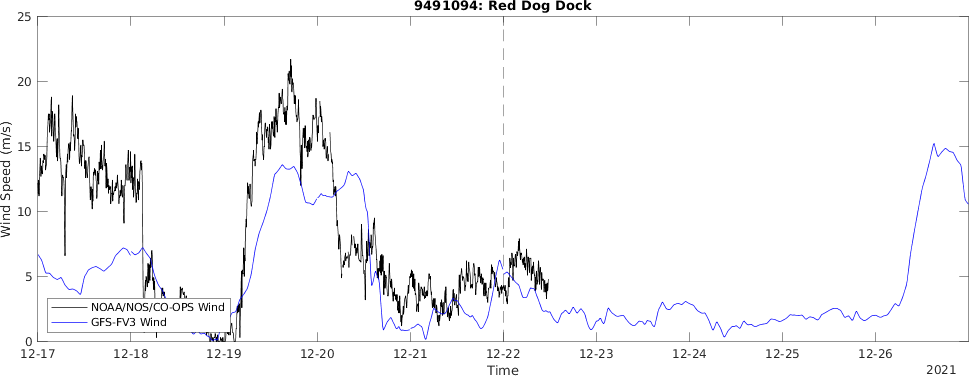 9491094: Red Dog Dock
25
20
15
10
5
0
Wind Speed (m/s)
NOAA/NOS/CO-OPS Wind
GFS-FV3 Wind
12-17 12-18 12-19 12-20 12-21 12-22 12-23 12-24 12-25 12-26
Time
2021